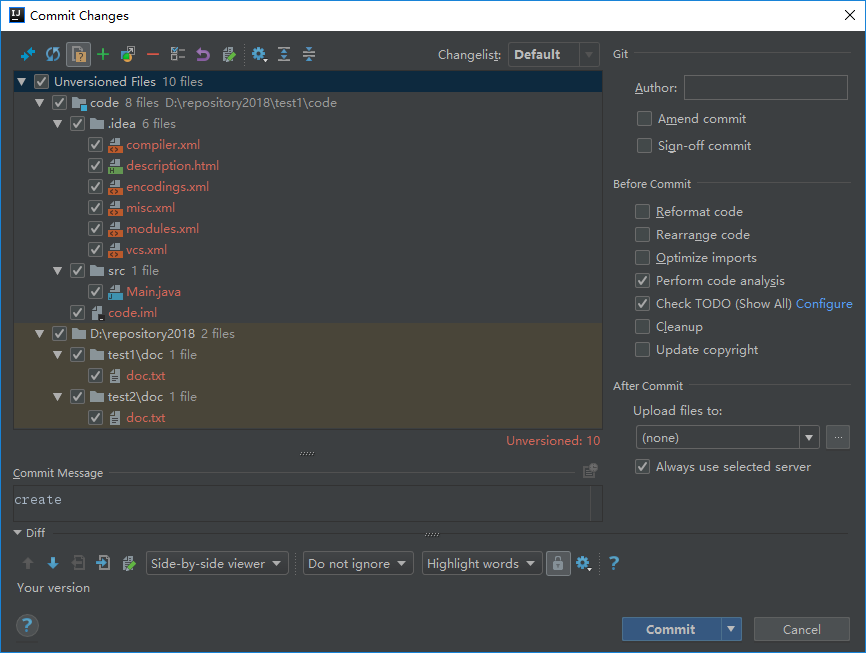 Commit Changes
Changelist: Default
Unversioned Files 10 files
code 8 files D:\repository2018\test1\code
.idea 6 files
compiler.xml
description.html
encodings.xml
misc.xml
modules.xml
vcs.xml
src 1 file
Main.java
code.iml
D:\repository2018 2 files
test1\doc 1 file
doc.txt
test2\doc 1 file
doc.txt
Unversioned: 10
Commit Message
create
Git
Author:
Amend commit
Sign-off commit
Before Commit
Reformat code
Rearrange code
Optimize imports
Perform code analysis
Check TODO (Show All) Configure
Cleanup
Update copyright
After Commit
Upload files to:
(none) ...
Always use selected server
Diff
Side-by-side viewer Do not ignore Highlight words ?
Your version
? Commit Cancel